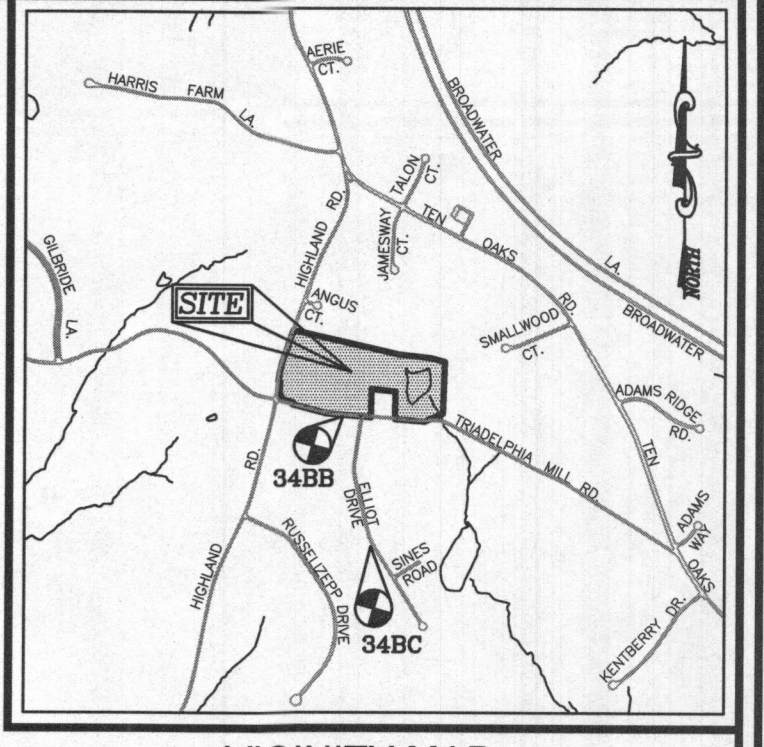 AERIE
CT.
HARRIS FARM
LA.
BROADWATER
TALON
CT.
HIGHLAND RD.
TEN OAKS
RD.
JAMESWAY
CT.
NORTH
GILBRIDE
LA.
LA.
BROADWATER
SITE
ANGUS
CT.
SMALLWOOD
CT.
ADAMS RIDGE
RD.
TRIADELPHIA MILL RD.
TEN
OAKS
ADAMS
WAY
34BB
HIGHLAND
RD.
ELLIOT
DRIVE
RUSSELIZEPP DRIVE
SINES
ROAD
34BC
KENTBERRY DR.